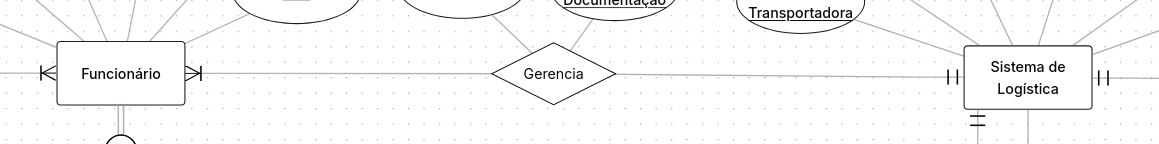 Documentação
Transportadora
Funcionário
Gerencia
Sistema de
Logística